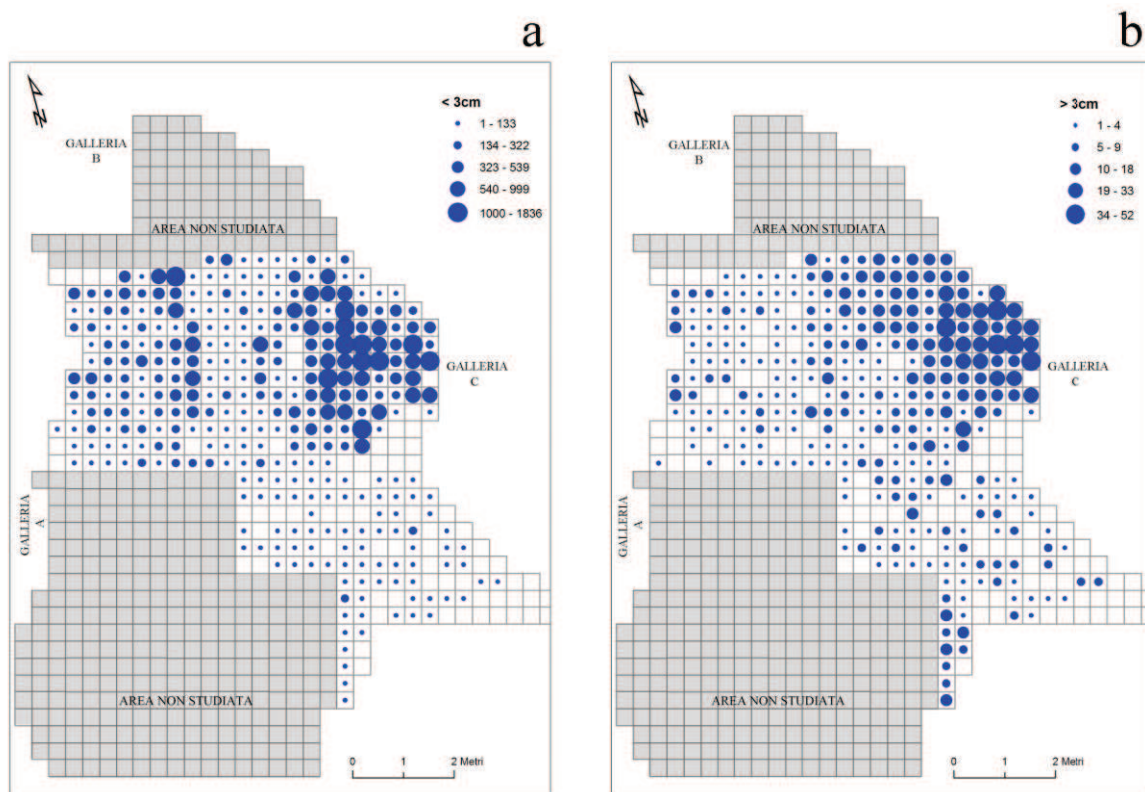 a
< 3cm
1 - 133
134 - 322
323 - 539
540 - 999
1000 - 1836
GALLERIA
B
AREA NON STUDIATA
GALLERIA
C
GALLERIA
A
AREA NON STUDIATA
0 1 2 Metri
b
> 3cm
1 - 4
5 - 9
10 - 18
19 - 33
34 - 52
GALLERIA
B
AREA NON STUDIATA
GALLERIA
C
GALLERIA
A
AREA NON STUDIATA
0 1 2 Metri